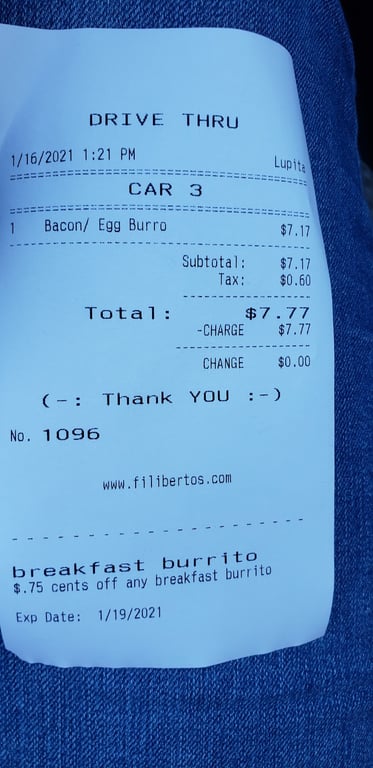 DRIVE THRU
1/16/2021 1:21 PM Lupita
CAR 3
1 Bacon/ Egg Burro $7.17
Subtotal: $7.17
Tax: $0.60
Total: $7.77
-CHARGE $7.77
CHANGE $0.00
(-: Thank YOU :-)
No. 1096
www.filibertos.com
breakfast burrito
$.75 cents off any breakfast burrito
Exp Date: 1/19/2021